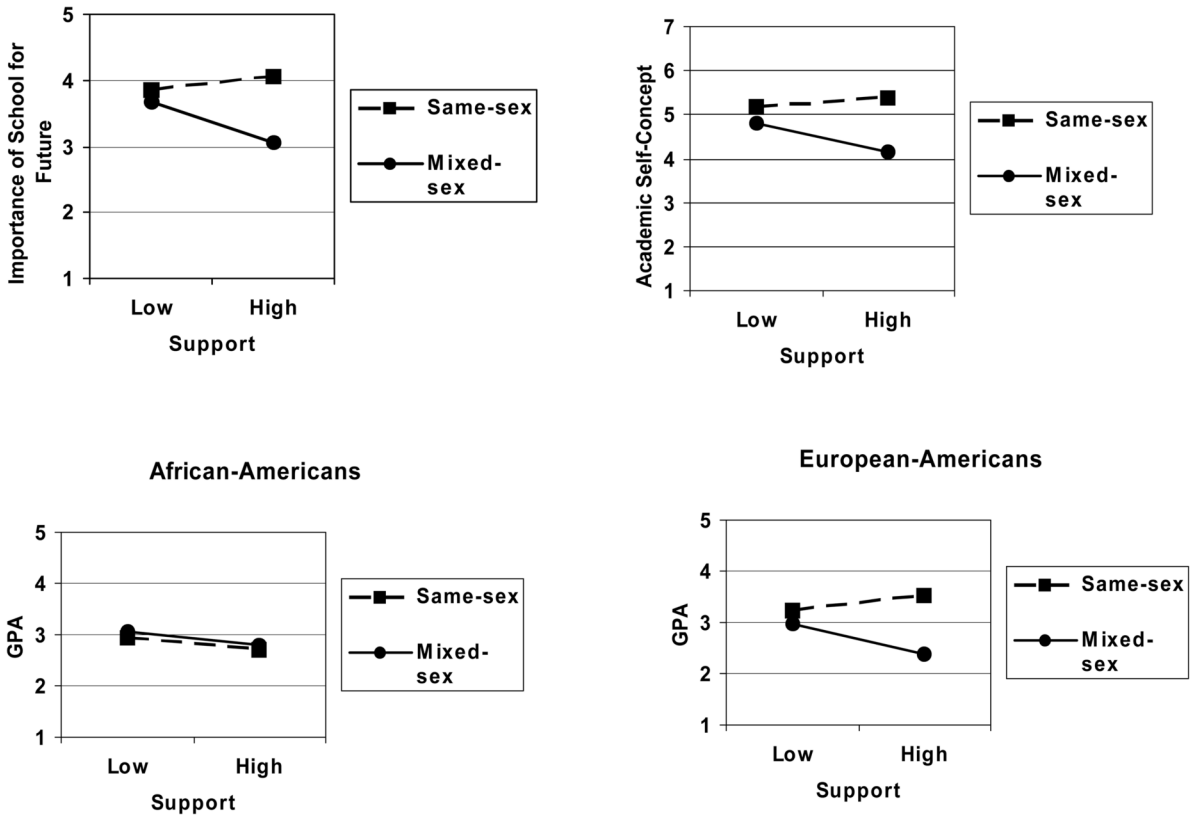 5
4
3
2
1
Importance of School for
Future
Low High
Support
Same-sex
Mixed-
sex
7
6
5
4
3
2
1
Academic Self-Concept
Low High
Support
Same-sex
Mixed-
sex
African-Americans
5
4
3
2
1
GPA
Low High
Support
Same-sex
Mixed-
sex
European-Americans
5
4
3
2
1
GPA
Low High
Support
Same-sex
Mixed-
sex